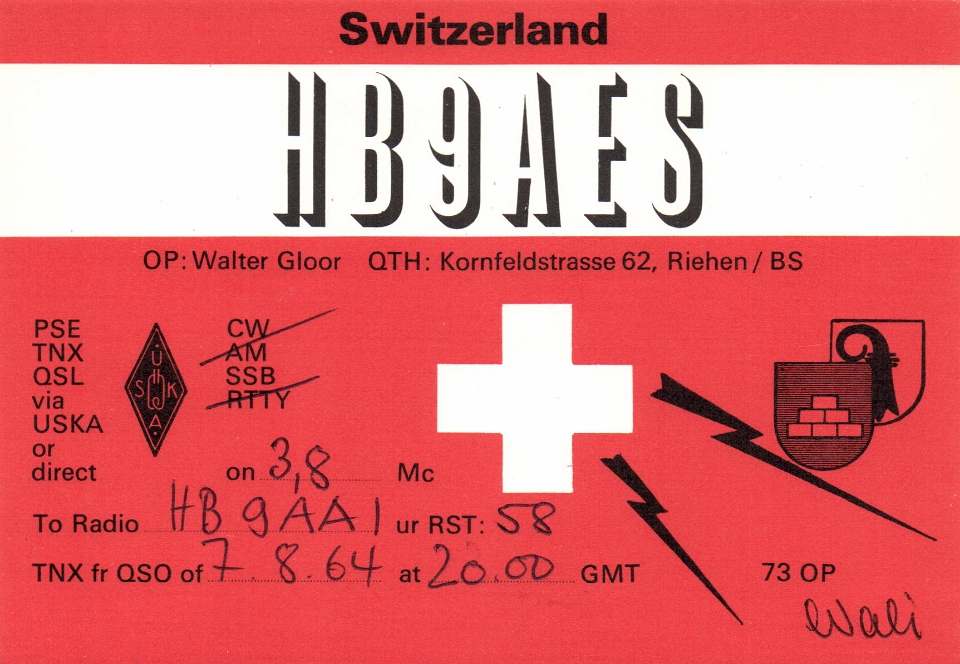 Switzerland
HB9AES
OP: Walter Gloor QTH: Kornfeldstrasse 62, Riehen / BS
PSE
TNX
QSL
via
USKA
or
direct
U
S K
A
CW
AM
SSB
RTTY
on 3,8 Mc
To Radio HB9AA1 ur RST: 58
TNX fr QSO of 7.8.64 at 20.00 GMT
73 OP
Wali